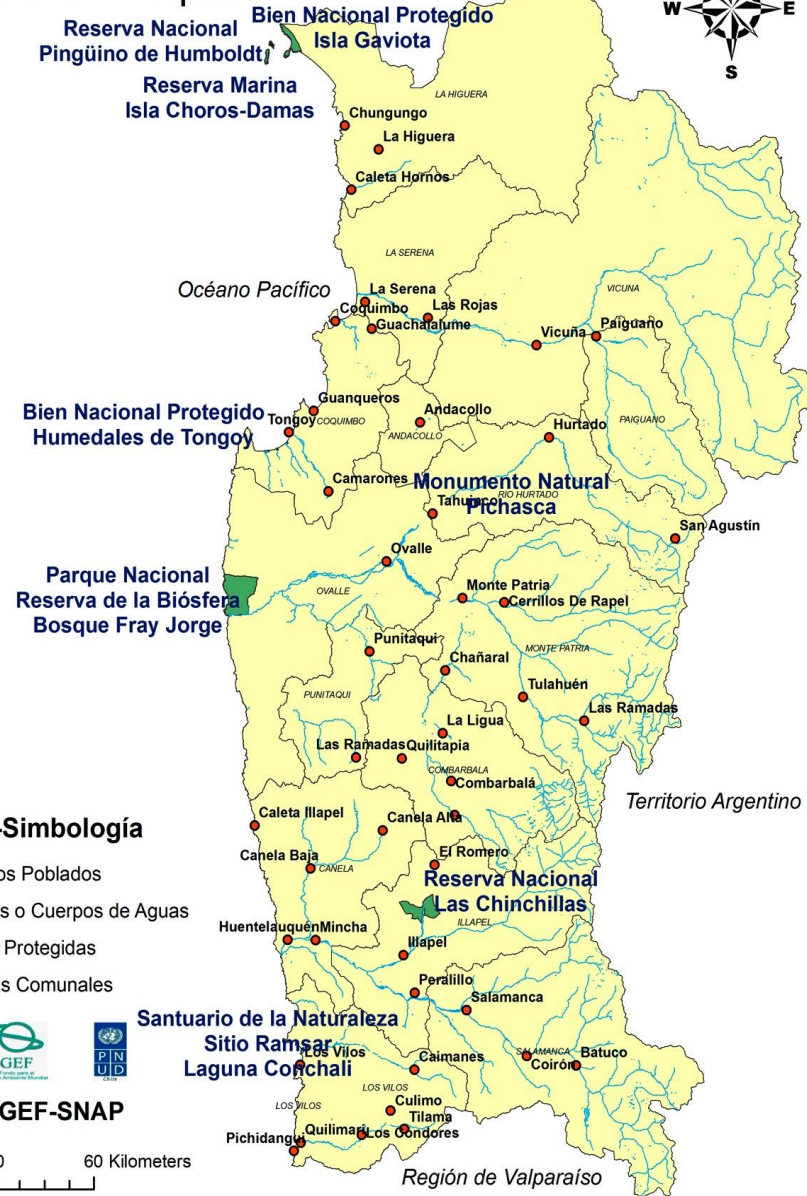 Bien Nacional Protegido
Isla Gaviota
W E
S
Reserva Nacional
Pingüino de Humboldt
Reserva Marina
Isla Choros-Damas
LA HIGUERA
Chungungo
La Higuera
Caleta Hornos
LA SERENA
Océano Pacífico
VICUNA
La Serena
Coquimbo
Las Rojas
Guachalalume
Vicuña
Paiguano
Guanqueros
Bien Nacional Protegido
Humedales de Tongoy
Tongoy
COQUIMBO
Andacollo
ANDACOLLO
PAIGUANO
Hurtado
Camarones
Monumento Natural
Pichasca
RIO HURTADO
San Agustín
Ovalle
Parque Nacional
Reserva de la Biósfera
Bosque Fray Jorge
OVALLE
Monte Patria
Cerrillos De Rapel
Punitaqui
MONTE PATRIA
Chañaral
PUNITAQUI
Tulahuén
Las Ramadas
La Ligua
Las Ramadas
Quilitapia
COMBARBALA
Combarbalá
Territorio Argentino
Caleta Illapel
Canela Alta
-Simbología
Canela Baja
CANELA
El Romero
os Poblados
Reserva Nacional
Las Chinchillas
s o Cuerpos de Aguas
ILLAPEL
Huentelauquén
Mincha
Protegidas
Illapel
es Comunales
Peralillo
Salamanca
Santuario de la Naturaleza
Sitio Ramsar
Laguna Conchali
GEF
PNUD
Chile
Los Vilos
Caimanes
SALAMANCA
Batuco
Coirón
LOS VILOS
LOS VILOS
Culimo
GEF-SNAP
Tilama
Quilimari
Los Condores
Pichidangui
0 60 Kilometers
Región de Valparaíso